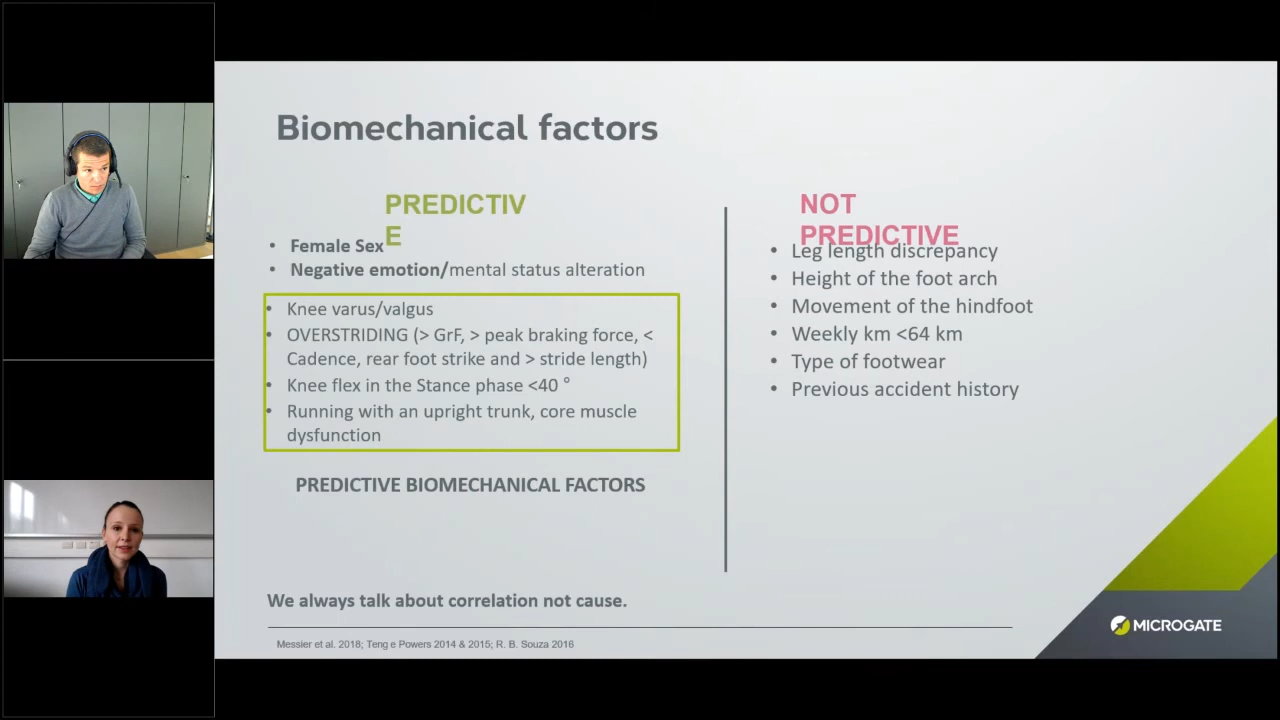 Biomechanical factors
PREDICTIV
E
• Female Sex
• Negative emotion/mental status alteration
• Knee varus/valgus
• OVERSTRIDING (> GrF, > peak braking force, <
Cadence, rear foot strike and > stride length)
• Knee flex in the Stance phase <40 °
• Running with an upright trunk, core muscle
dysfunction
PREDICTIVE BIOMECHANICAL FACTORS
NOT
PREDICTIVE
• Leg length discrepancy
• Height of the foot arch
• Movement of the hindfoot
• Weekly km <64 km
• Type of footwear
• Previous accident history
We always talk about correlation not cause.
Messier et al. 2018; Teng e Powers 2014 & 2015; R. B. Souza 2016
MICROGATE